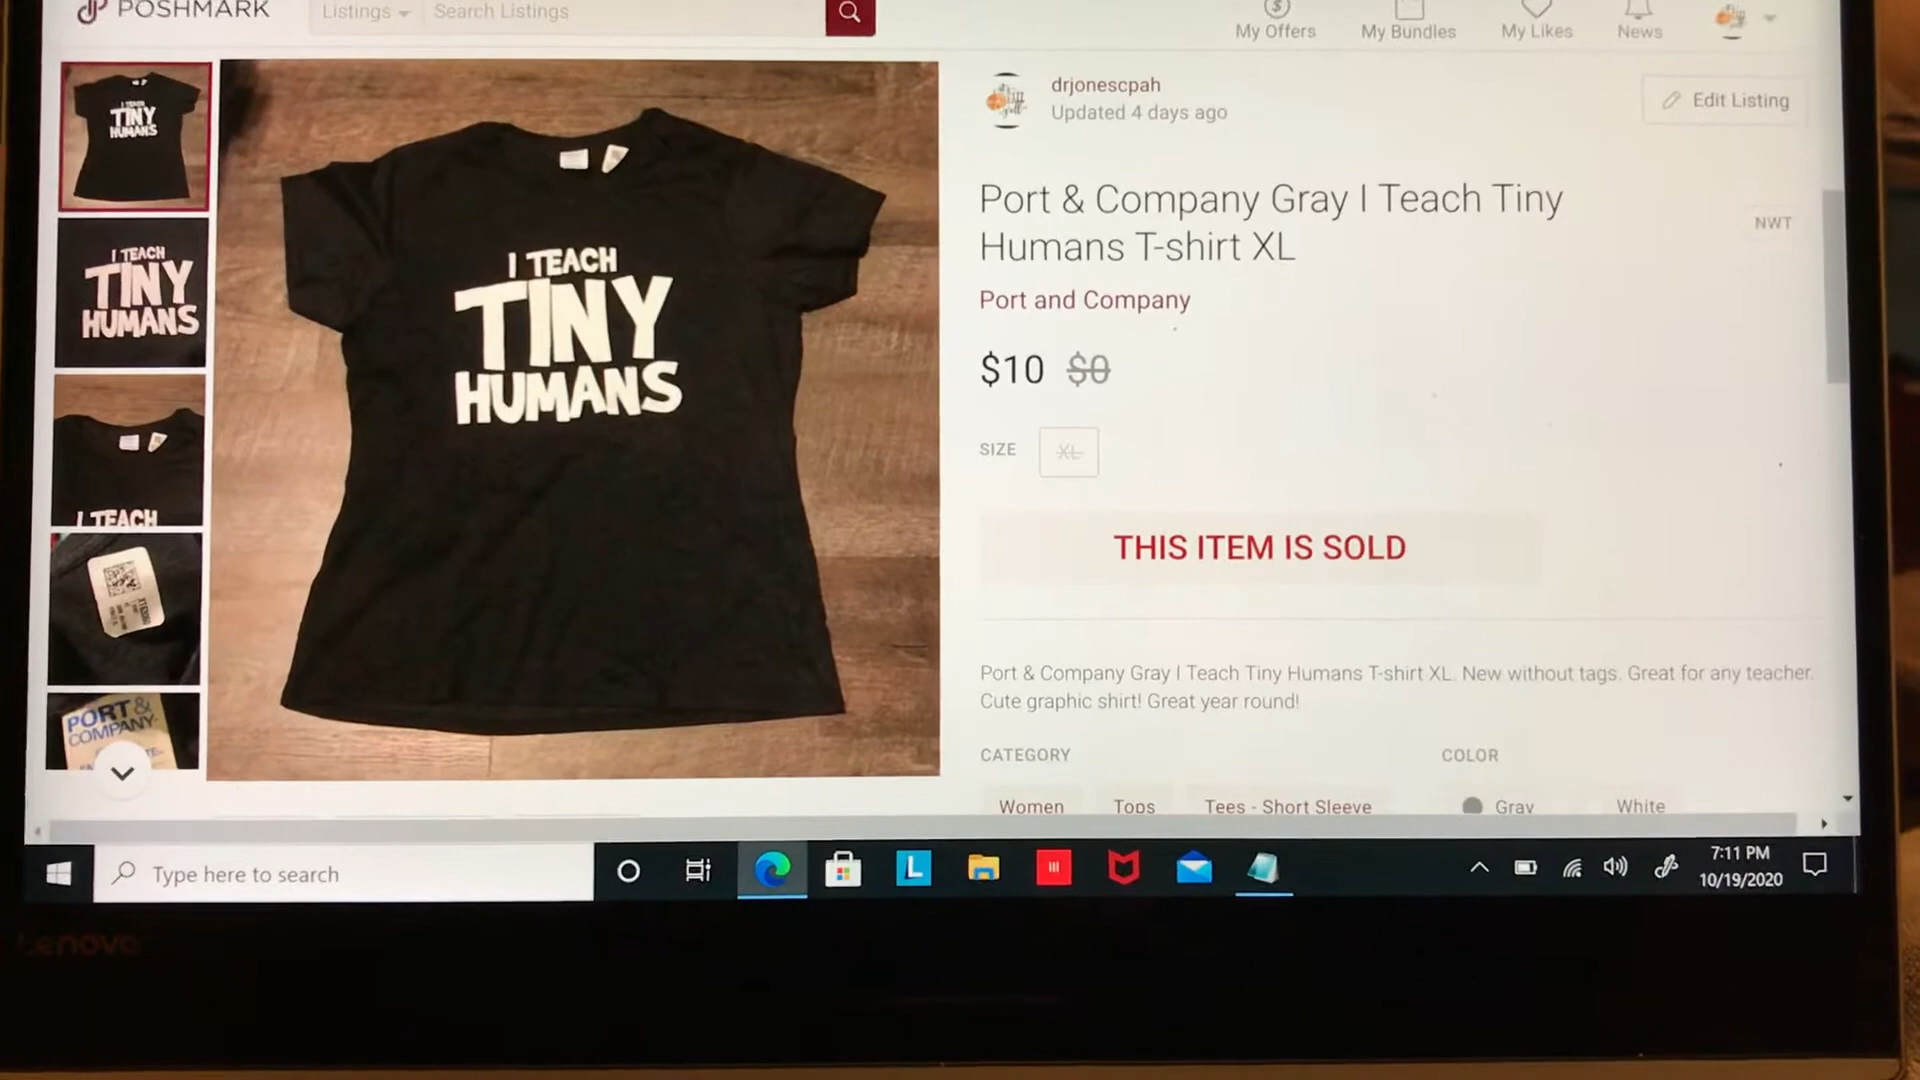 POSHMARK
Listings
Search Listings
My Offers
My Bundles
My Likes
News
I TEACH
TINY
HUMANS
I TEACH
TINY
HUMANS
I TEACH
PORT &
COMPANY
I TEACH
TINY
HUMANS
drjonescpah
Updated 4 days ago
Edit Listing
Port & Company Gray I Teach Tiny
Humans T-shirt XL
NWT
Port and Company
$10 $0
SIZE XL
THIS ITEM IS SOLD
Port & Company Gray I Teach Tiny Humans T-shirt XL. New without tags. Great for any teacher.
Cute graphic shirt! Great year round!
CATEGORY
COLOR
Women Tops Tees - Short Sleeve
Gray White
Type here to search
L
7:11 PM
10/19/2020
Lenovo